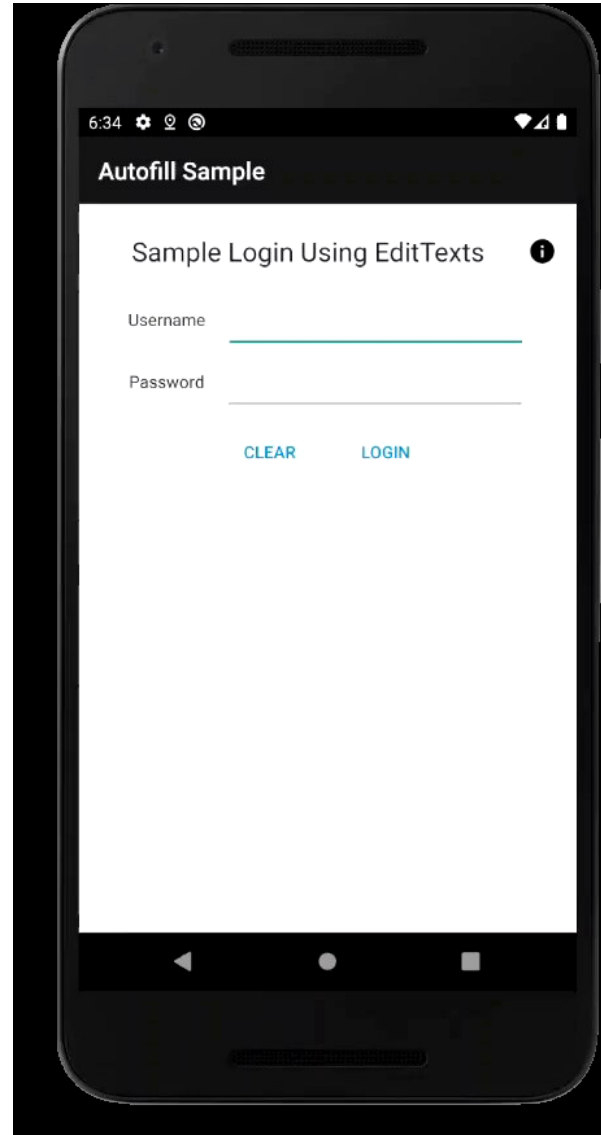 6:34
Autofill Sample
Sample Login Using EditTexts
Username
Password
CLEAR LOGIN